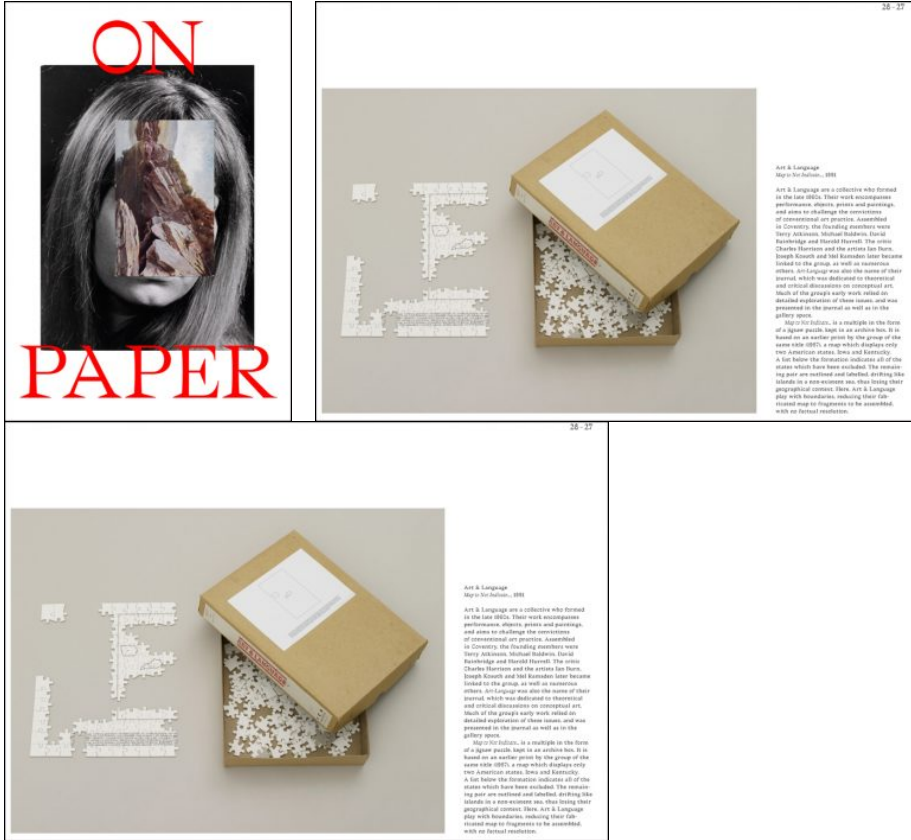 ON
PAPER
26 - 27
ART & LANGUAGE
Art & Language
Map to Not Indicate..., 1991
Art & Language are a collective who formed
in the late 1960s. Their work encompasses
performance, objects, prints and paintings,
and aims to challenge the convictions
of conventional art practice. Assembled
in Coventry, the founding members were
Terry Atkinson, Michael Baldwin, David
Bainbridge and Harold Hurrell. The critic
Charles Harrison and the artists Ian Burn,
Joseph Kosuth and Mel Ramsden later became
linked to the group, as well as numerous
others. Art-Language was also the name of their
journal, which was dedicated to theoretical
and critical discussions on conceptual art.
Much of the group's early work relied on
detailed exploration of these issues, and was
presented in the journal as well as in the
gallery space.
Map to Not Indicate... is a multiple in the form
of a jigsaw puzzle, kept in an archive box. It is
based on an earlier print by the group of the
same title (1967), a map which displays only
two American states, Iowa and Kentucky.
A list below the formation indicates all of the
states which have been excluded. The remain-
ing pair are outlined and labelled, drifting like
islands in a non-existent sea, thus losing their
geographical context. Here, Art & Language
play with boundaries, reducing their fab-
ricated map to fragments to be assembled,
with no factual resolution.
26 - 27
ART & LANGUAGE
Art & Language
Map to Not Indicate..., 1991
Art & Language are a collective who formed
in the late 1960s. Their work encompasses
performance, objects, prints and paintings,
and aims to challenge the convictions
of conventional art practice. Assembled
in Coventry, the founding members were
Terry Atkinson, Michael Baldwin, David
Bainbridge and Harold Hurrell. The critic
Charles Harrison and the artists Ian Burn,
Joseph Kosuth and Mel Ramsden later became
linked to the group, as well as numerous
others. Art-Language was also the name of their
journal, which was dedicated to theoretical
and critical discussions on conceptual art.
Much of the group's early work relied on
detailed exploration of these issues, and was
presented in the journal as well as in the
gallery space.
Map to Not Indicate... is a multiple in the form
of a jigsaw puzzle, kept in an archive box. It is
based on an earlier print by the group of the
same title (1967), a map which displays only
two American states, Iowa and Kentucky.
A list below the formation indicates all of the
states which have been excluded. The remain-
ing pair are outlined and labelled, drifting like
islands in a non-existent sea, thus losing their
geographical context. Here, Art & Language
play with boundaries, reducing their fab-
ricated map to fragments to be assembled,
with no factual resolution.